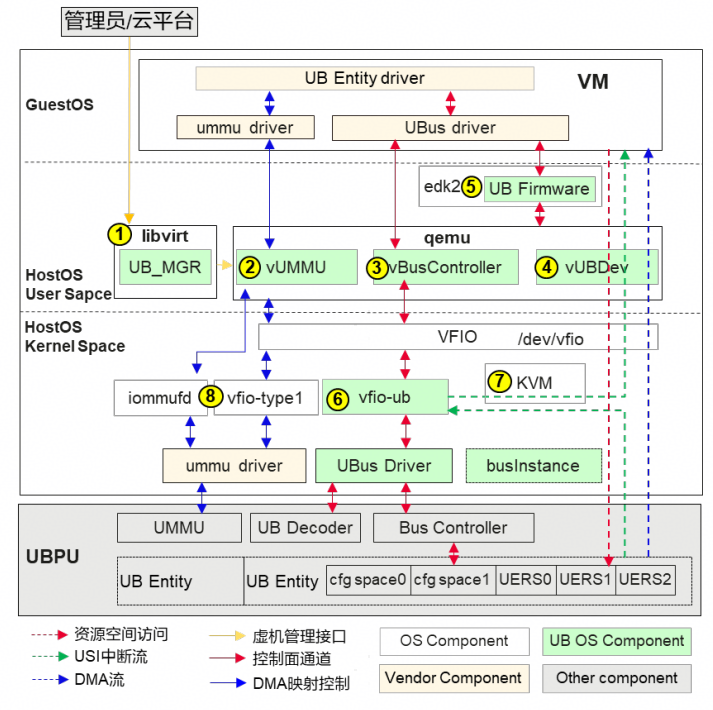 管理员/云平台
UB Entity driver
VM
GuestOS
ummu driver
UBus driver
edk2
5
UB Firmware
1
libvirt
qemu
UB_MGR
2
vUMMU
3
vBusController
4
vUBDev
HostOS
User Sapce
HostOS
Kernel Space
VFIO
/dev/vfio
7
KVM
iommufd
8
vfio-type1
6
vfio-ub
ummu driver
UBus Driver
busInstance
UMMU
UB Decoder
Bus Controller
UBPU
UB Entity
UB Entity
cfg space0
cfg space1
UERS0
UERS1
UERS2
资源空间访问
虚机管理接口
OS Component
UB OS Component
USI中断流
控制面通道
DMA流
DMA映射控制
Vendor Component
Other component